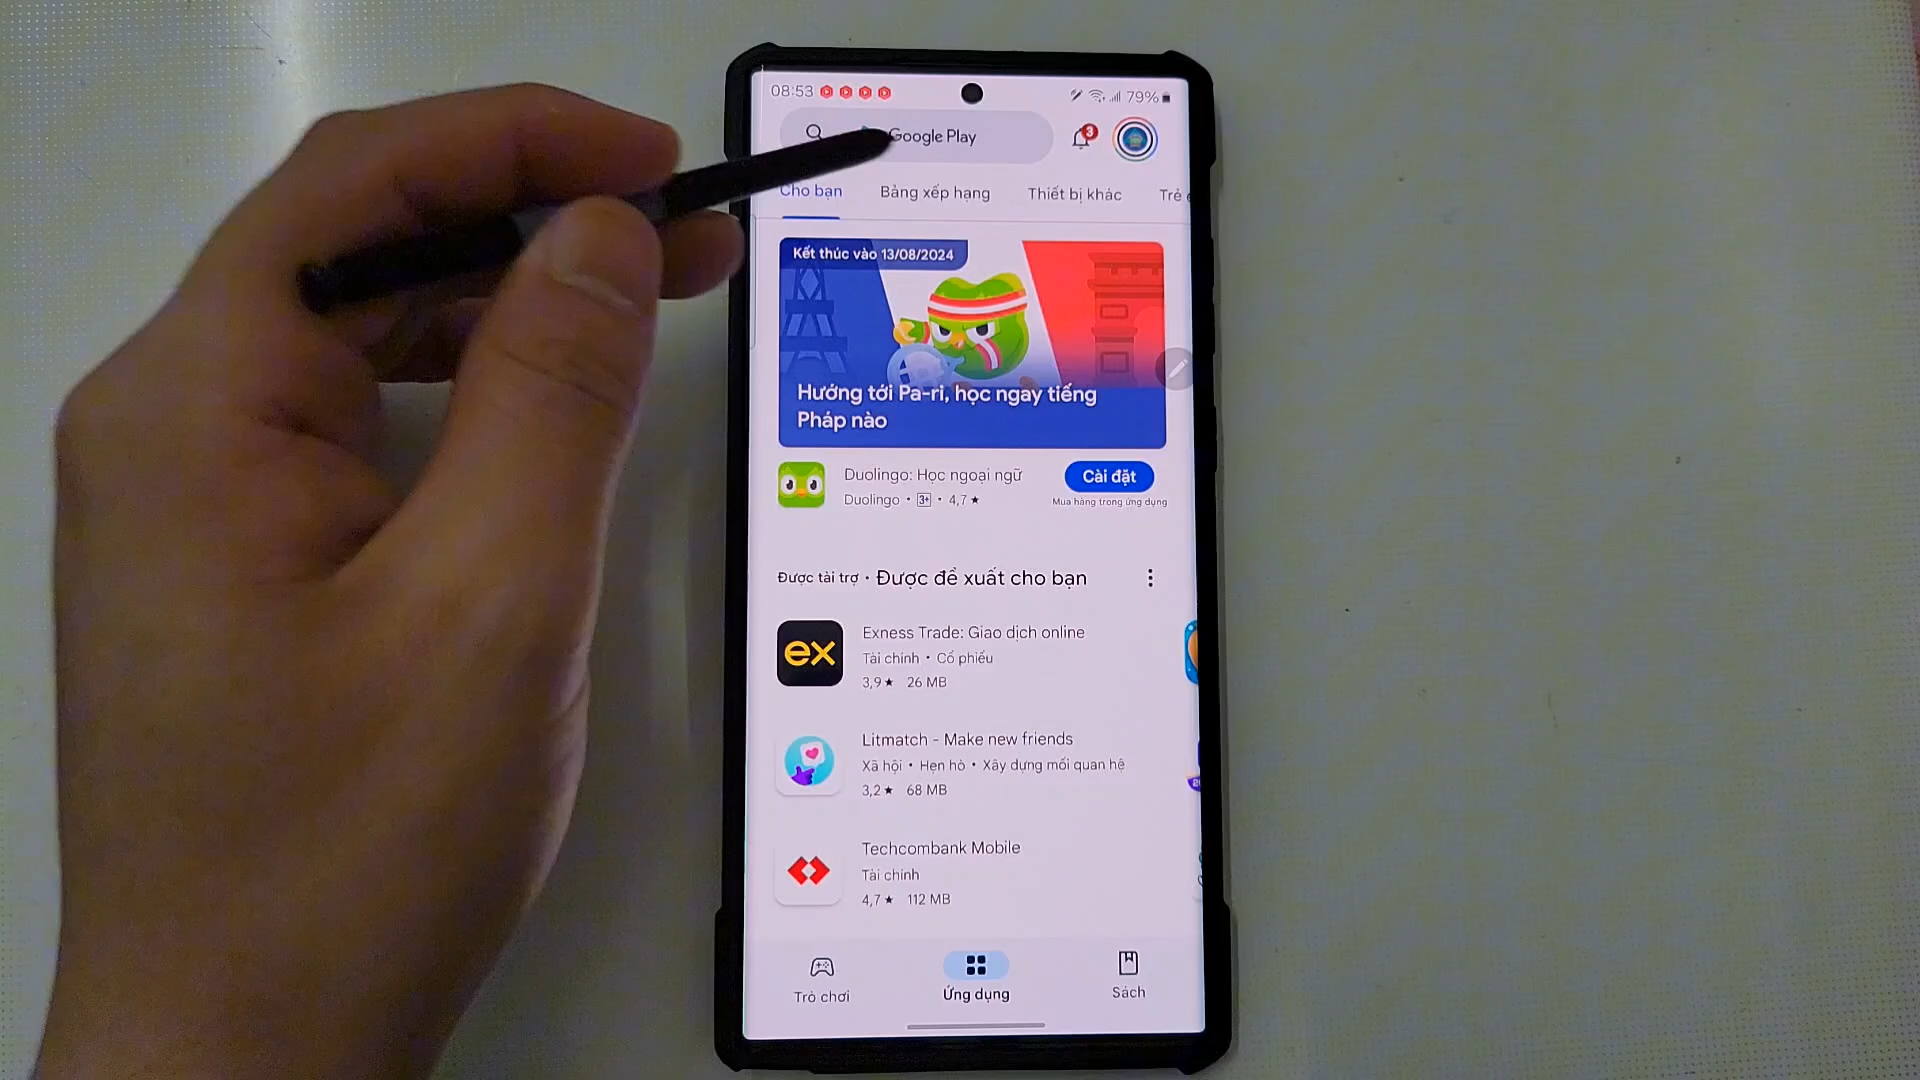 08:53
79%
Google Play
3
Cho bạn Bảng xếp hạng Thiết bị khác Trẻ
Kết thúc vào 13/08/2024
Hướng tới Pa-ri, học ngay tiếng
Pháp nào
Duolingo: Học ngoại ngữ
Duolingo • 3+ • 4,7 ★
Cài đặt
Mua hàng trong ứng dụng
Được tài trợ • Được đề xuất cho bạn
ex
Exness Trade: Giao dịch online
Tài chính • Cổ phiếu
3,9 ★ 26 MB
Litmatch - Make new friends
Xã hội • Hẹn hò • Xây dựng mối quan hệ
3,2 ★ 68 MB
Techcombank Mobile
Tài chính
4,7 ★ 112 MB
Trò chơi
Ứng dụng
Sách